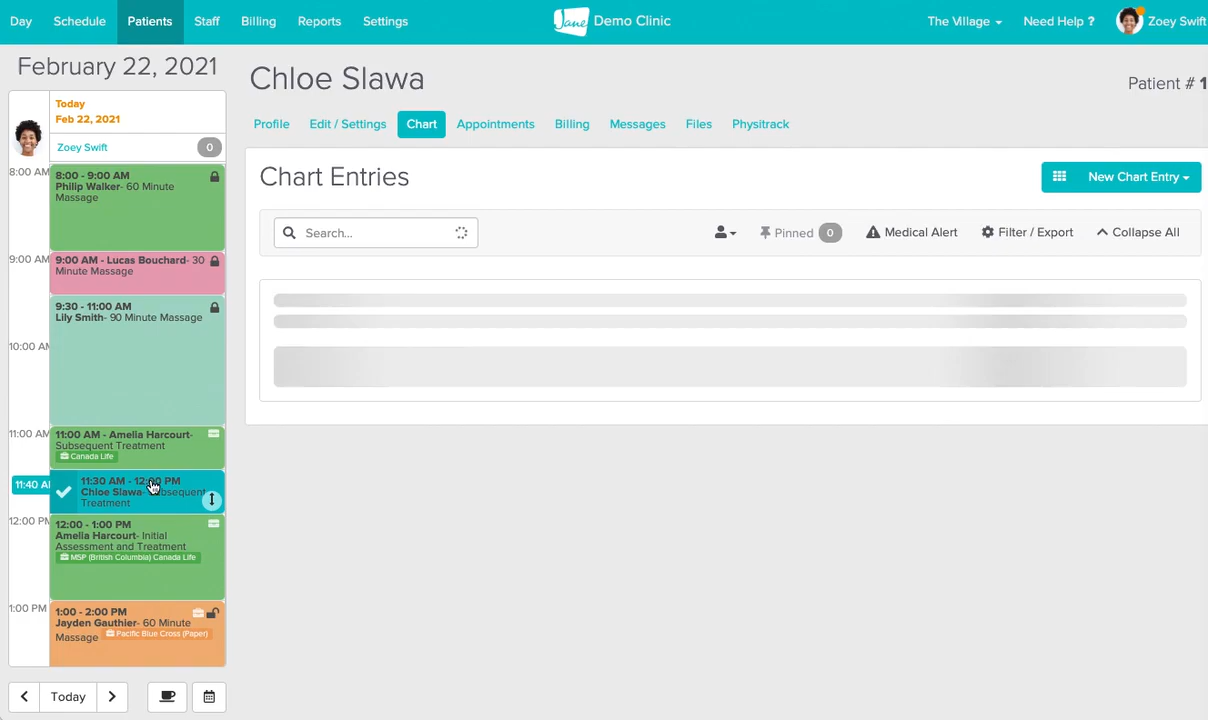 Day Schedule Patients Staff Billing Reports Settings Jane Demo Clinic The Village Need Help ? Zoey Swift
February 22, 2021
Today
Feb 22, 2021
Zoey Swift 0
8:00 AM
8:00 - 9:00 AM
Philip Walker- 60 Minute
Massage
9:00 AM
9:00 AM - Lucas Bouchard- 30
Minute Massage
9:30 - 11:00 AM
Lily Smith- 90 Minute Massage
10:00 AM
11:00 AM
11:00 AM - Amelia Harcourt-
Subsequent Treatment
Canada Life
11:40 A
11:30 AM - 12:00 PM
Chloe Slawa- Subsequent
Treatment
12:00 PM
12:00 - 1:00 PM
Amelia Harcourt- Initial
Assessment and Treatment
MSP (British Columbia) Canada Life
1:00 PM
1:00 - 2:00 PM
Jayden Gauthier- 60 Minute
Massage Pacific Blue Cross (Paper)
Today
Chloe Slawa
Patient # 1
Profile Edit / Settings Chart Appointments Billing Messages Files Physitrack
Chart Entries
New Chart Entry
Search... Pinned 0 Medical Alert Filter / Export Collapse All